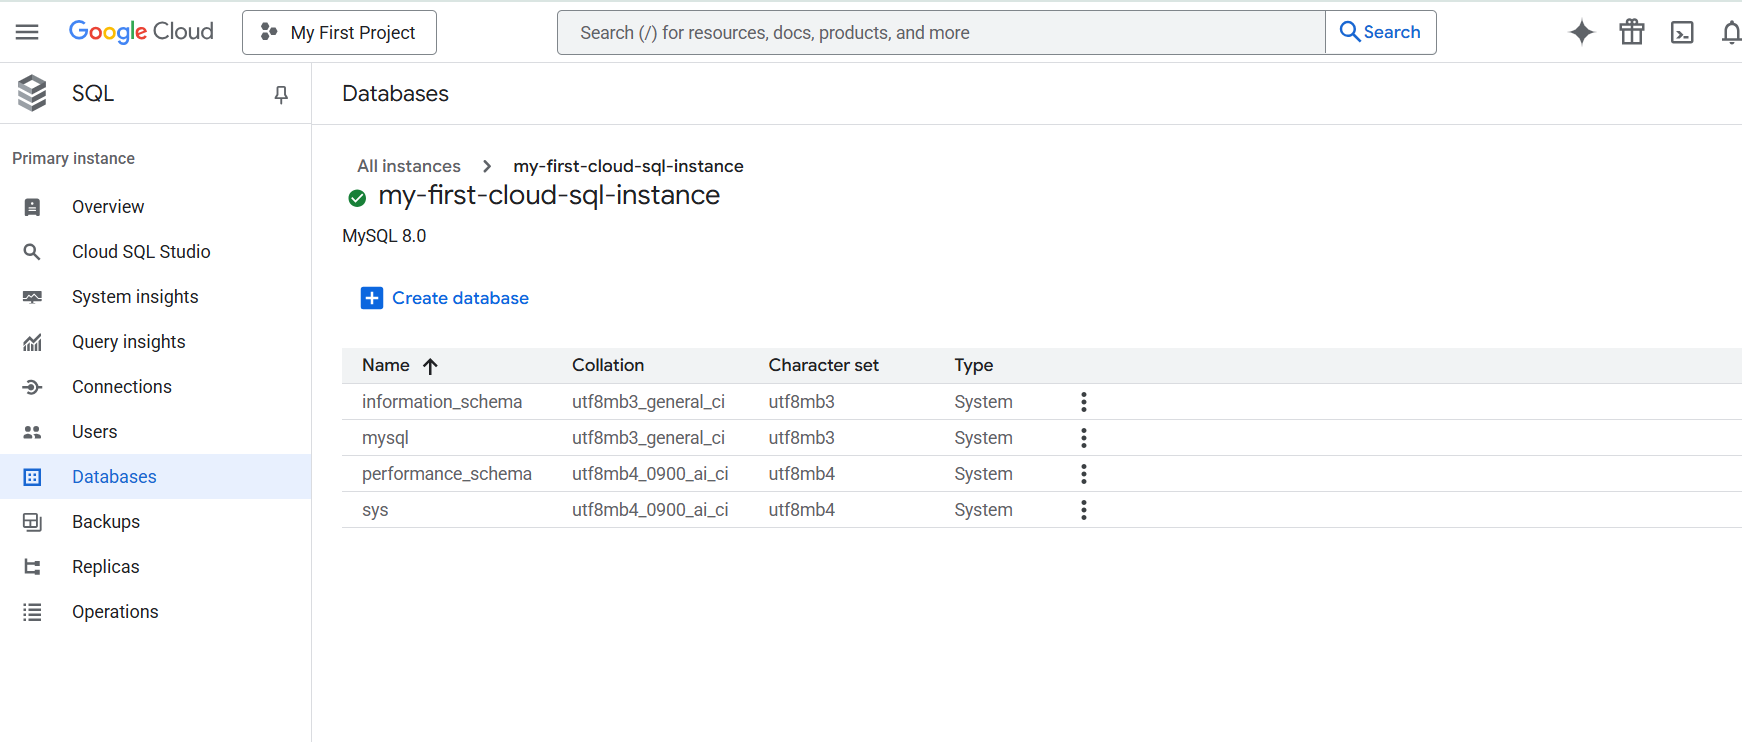 Google Cloud
My First Project
Search (/) for resources, docs, products, and more
Search
SQL
Databases
Primary instance
Overview
Cloud SQL Studio
System insights
Query insights
Connections
Users
Databases
Backups
Replicas
Operations
All instances my-first-cloud-sql-instance
my-first-cloud-sql-instance
MySQL 8.0
Create database
Name Collation Character set Type
information_schema utf8mb3_general_ci utf8mb3 System
mysql utf8mb3_general_ci utf8mb3 System
performance_schema utf8mb4_0900_ai_ci utf8mb4 System
sys utf8mb4_0900_ai_ci utf8mb4 System